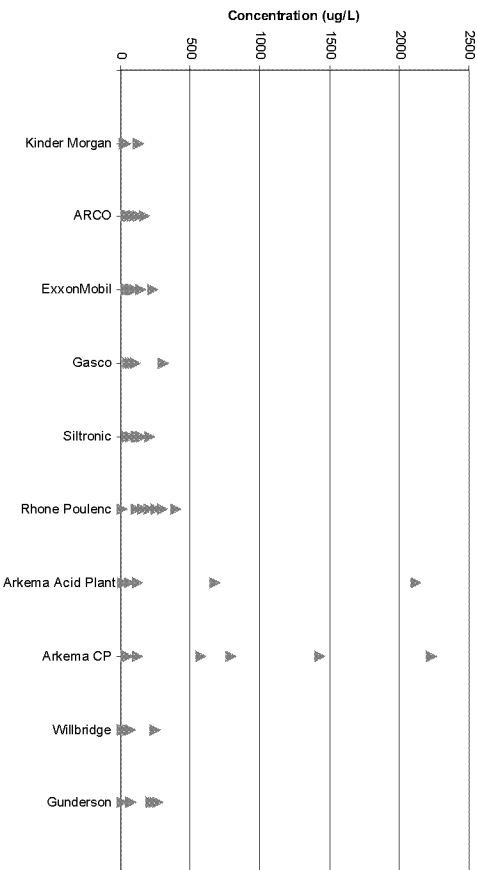 Concentration (ug/L)
0
500
1000
1500
2000
2500
Kinder Morgan
ARCO
ExxonMobil
Gasco
Siltronic
Rhone Poulenc
Arkema Acid Plant
Arkema CP
Willbridge
Gunderson